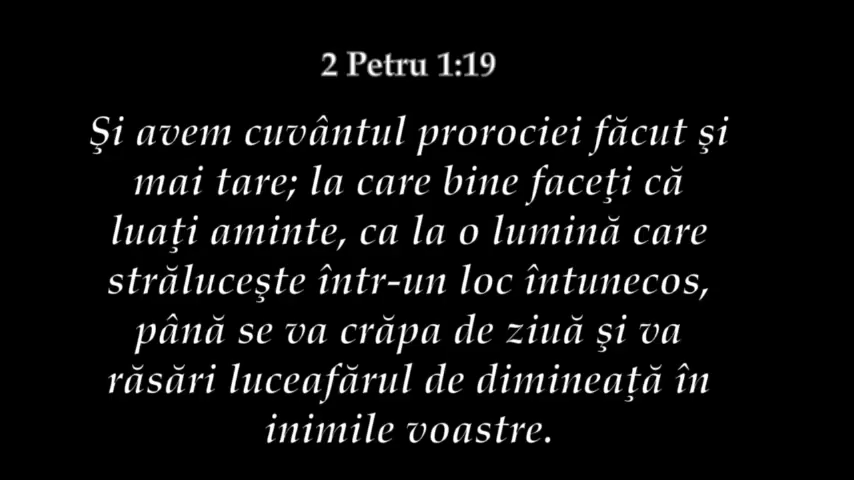 2 Petru 1:19
Şi avem cuvântul prorociei făcut şi
mai tare; la care bine faceţi că
luaţi aminte, ca la o lumină care
străluceşte într-un loc întunecos,
până se va crăpa de ziuă şi va
răsări luceafărul de dimineaţă în
inimile voastre.